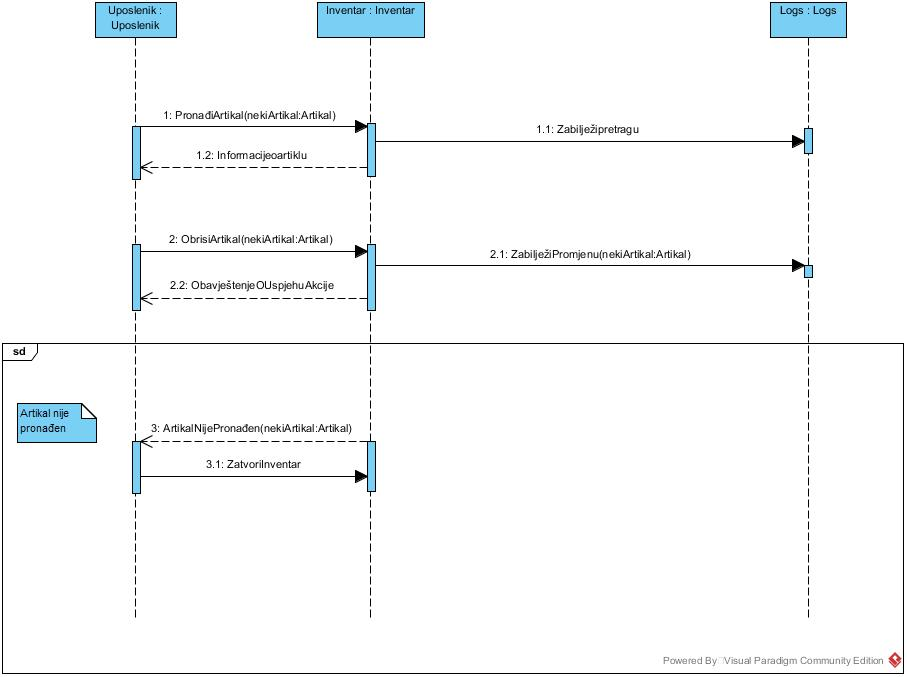 Uposlenik :
Uposlenik
Inventar : Inventar
Logs : Logs
1: PronađiArtikal(nekiArtikal:Artikal)
1.1: Zabilježipretragu
1.2: Informacijeoartiklu
2: ObrisiArtikal(nekiArtikal:Artikal)
2.1: ZabilježiPromjenu(nekiArtikal:Artikal)
2.2: ObavještenjeOUspjehuAkcije
sd
Artikal nije
pronađen
3: ArtikalNijePronađen(nekiArtikal:Artikal)
3.1: ZatvoriInventar
Powered By Visual Paradigm Community Edition